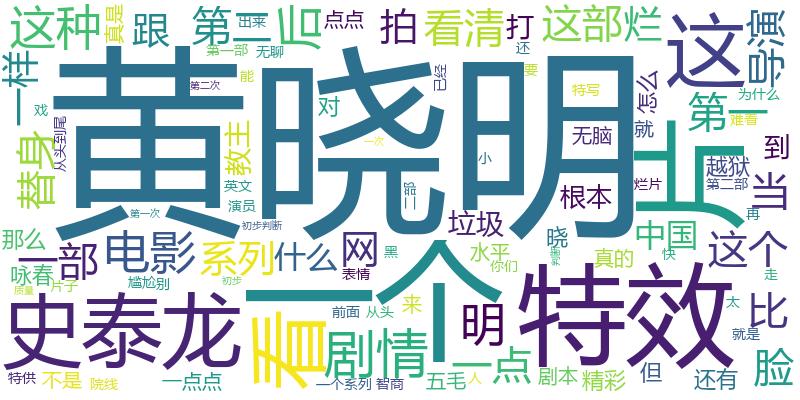 这种
真是
跟
第二
出来
后
点点
还
拍
看清
打
这部
烂
这
导演
一样
第一部
无聊
黄晓明
已经
要
特效
特写
怎么
为什么
第一
上
替身
戏
从头到尾
能
第二次
对
教主
一次
小
无脑
就
难看
越狱
到
英文
演员
二部
根本
烂片
第二部
当
第一次
初步判断
垃圾
晓
中国
再
那么
一部
电影
系列
什么
网
黑
水平
你们
判断
真的
快
这个
走
咏春
尴尬别
表情
一个
质量
片子
初步
史泰龙
看
前面
从头
来
明
太
比
就是
剧情
一点
特供
不是
院线
一点点
一个系列
智商
五毛
人
剧本
精彩
但
还有
脸